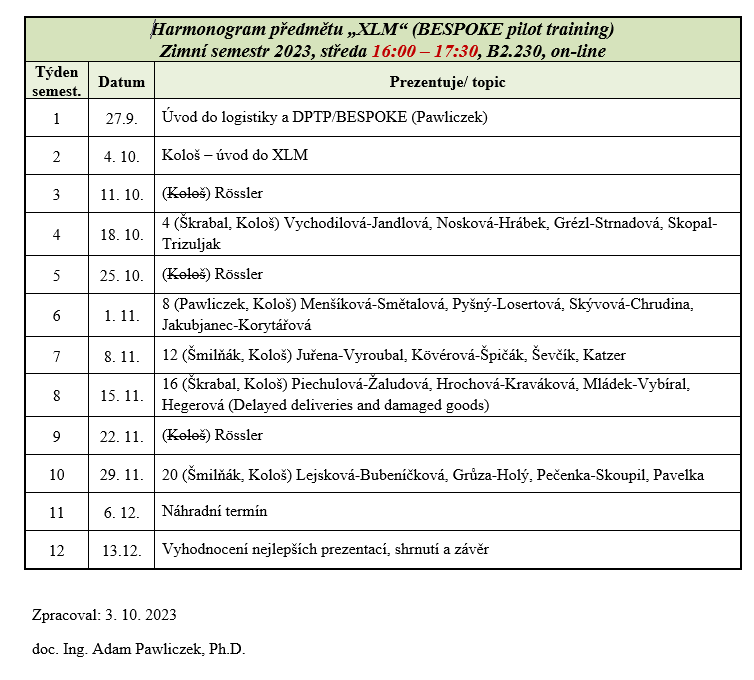 Harmonogram předmětu „XLM“ (BESPOKE pilot training)
Zimní semestr 2023, středa 16:00 – 17:30, B2.230, on-line
Týden semest. Datum Prezentuje/ topic
1 27.9. Úvod do logistiky a DPTP/BESPOKE (Pawliczek)
2 4. 10. Kološ – úvod do XLM
3 11. 10. (Kološ) Rössler
4 18. 10. 4 (Škrabal, Kološ) Vychodilová-Jandlová, Nosková-Hrábek, Grézl-Strnadová, Skopal-
Trizuljak
5 25. 10. (Kološ) Rössler
6 1. 11. 8 (Pawliczek, Kološ) Menšíková-Smětalová, Pyšný-Losertová, Skývová-Chrudina,
Jakubjanec-Korytářová
7 8. 11. 12 (Šmilňák, Kološ) Juřena-Vyroubal, Kövérová-Špičák, Ševčík, Katzer
8 15. 11. 16 (Škrabal, Kološ) Piechulová-Žaludová, Hrochová-Kraváková, Mládek-Vybíral,
Hegerová (Delayed deliveries and damaged goods)
9 22. 11. (Kološ) Rössler
10 29. 11. 20 (Šmilňák, Kološ) Lejsková-Bubeníčková, Grůza-Holý, Pečenka-Skoupil, Pavelka
11 6. 12. Náhradní termín
12 13.12. Vyhodnocení nejlepších prezentací, shrnutí a závěr
Zpracoval: 3. 10. 2023
doc. Ing. Adam Pawliczek, Ph.D.